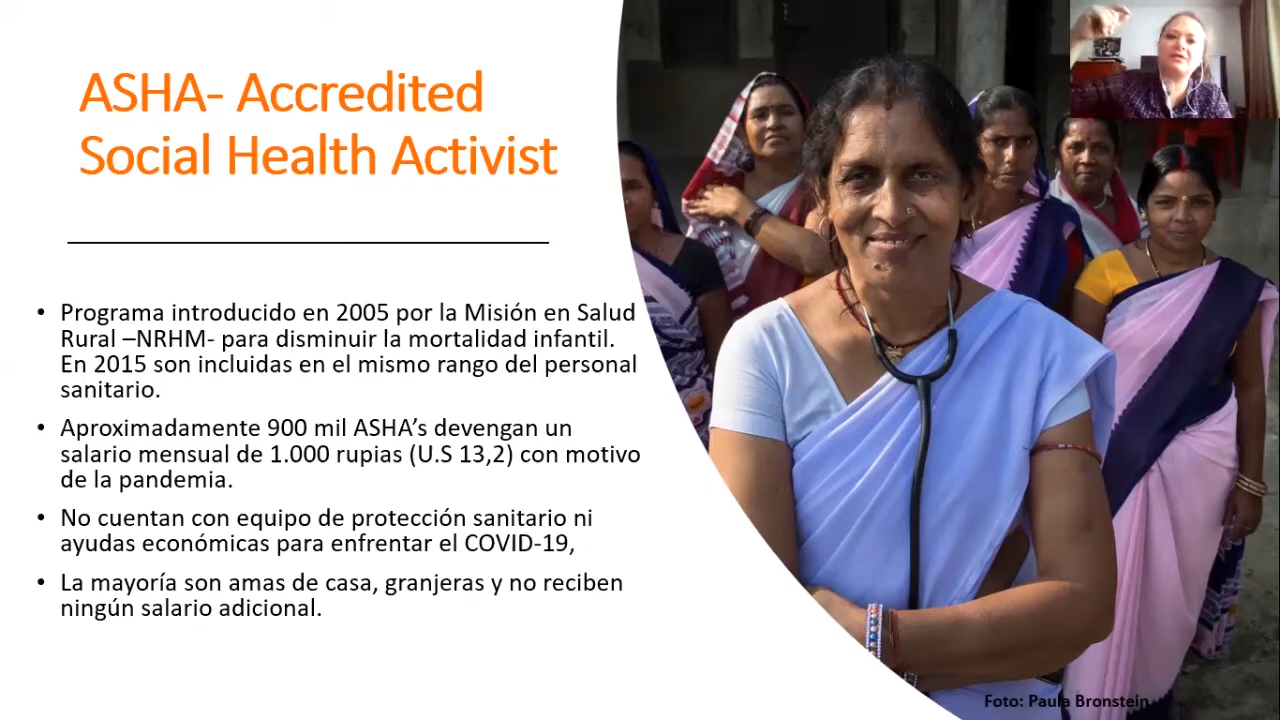 ASHA- Accredited
Social Health Activist
• Programa introducido en 2005 por la Misión en Salud
Rural –NRHM- para disminuir la mortalidad infantil.
En 2015 son incluidas en el mismo rango del personal
sanitario.
• Aproximadamente 900 mil ASHA’s devengan un
salario mensual de 1.000 rupias (U.S 13,2) con motivo
de la pandemia.
• No cuentan con equipo de protección sanitario ni
ayudas económicas para enfrentar el COVID-19,
• La mayoría son amas de casa, granjeras y no reciben
ningún salario adicional.
Foto: Paula Bronstein